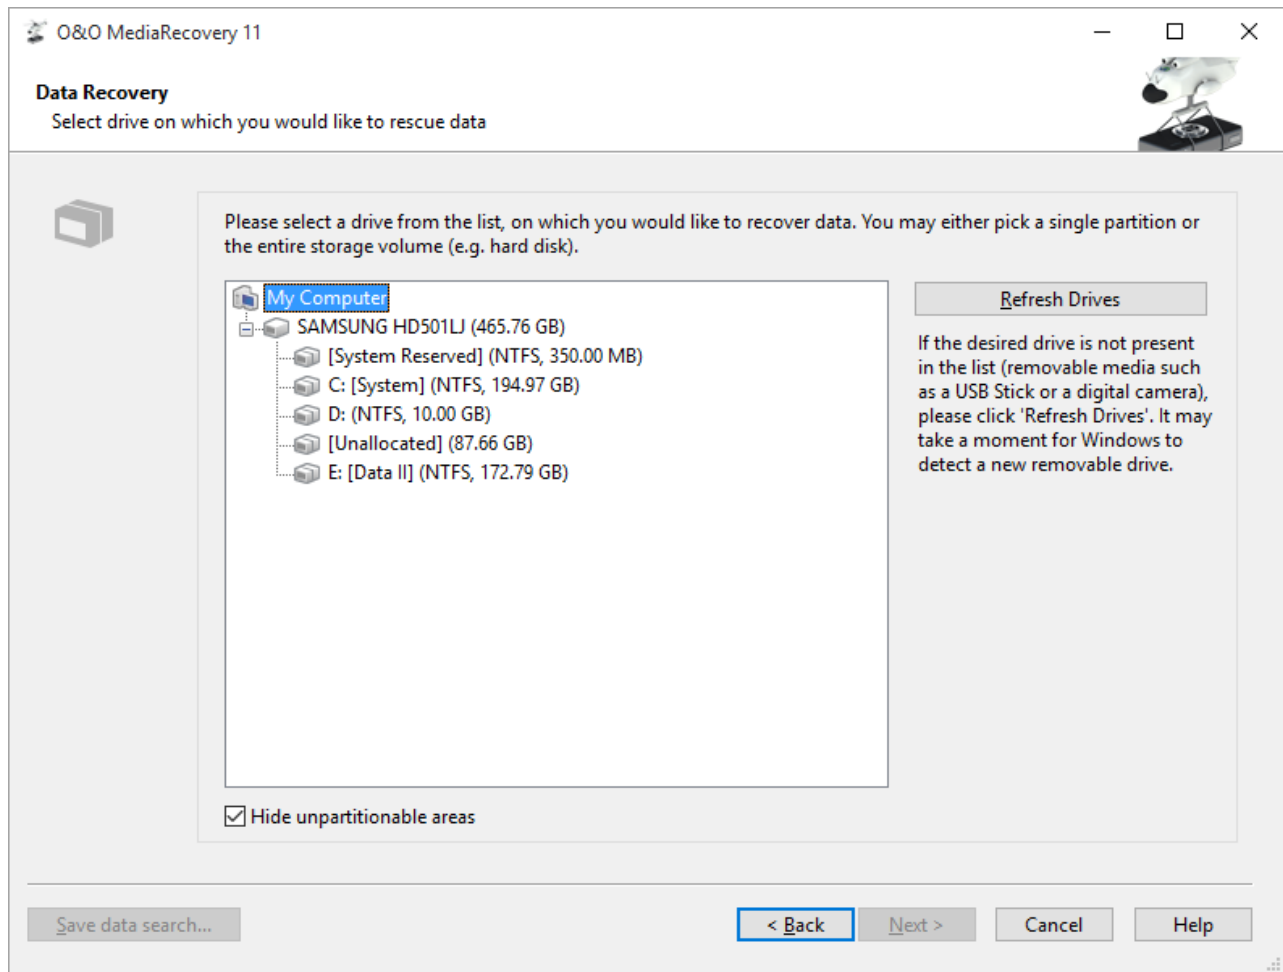 O&O MediaRecovery 11
Data Recovery
Select drive on which you would like to rescue data
Please select a drive from the list, on which you would like to recover data. You may either pick a single partition or
the entire storage volume (e.g. hard disk).
My Computer
SAMSUNG HD501LJ (465.76 GB)
[System Reserved] (NTFS, 350.00 MB)
C: [System] (NTFS, 194.97 GB)
D: (NTFS, 10.00 GB)
[Unallocated] (87.66 GB)
E: [Data II] (NTFS, 172.79 GB)
Refresh Drives
If the desired drive is not present
in the list (removable media such
as a USB Stick or a digital camera),
please click 'Refresh Drives'. It may
take a moment for Windows to
detect a new removable drive.
Hide unpartitionable areas
Save data search...
< Back
Next >
Cancel
Help